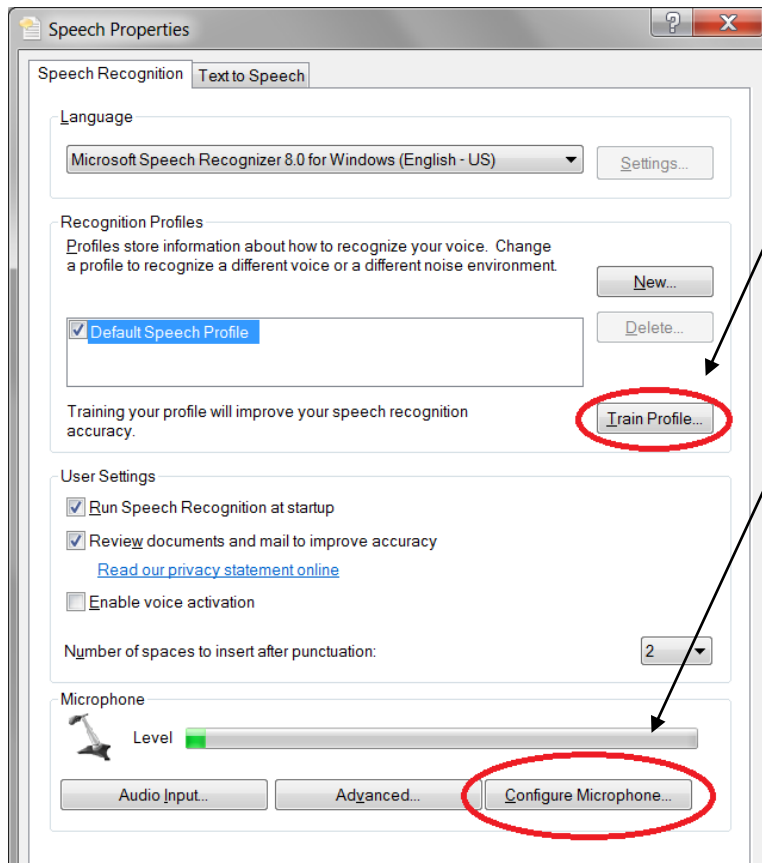 Speech Properties
? X
Speech Recognition Text to Speech
Language
Microsoft Speech Recognizer 8.0 for Windows (English - US) Settings...
Recognition Profiles
Profiles store information about how to recognize your voice. Change
a profile to recognize a different voice or a different noise environment.
New...
Default Speech Profile Delete...
Training your profile will improve your speech recognition
accuracy.
Train Profile...
User Settings
Run Speech Recognition at startup
Review documents and mail to improve accuracy
Read our privacy statement online
Enable voice activation
Number of spaces to insert after punctuation: 2
Microphone
Level
Audio Input... Advanced... Configure Microphone...